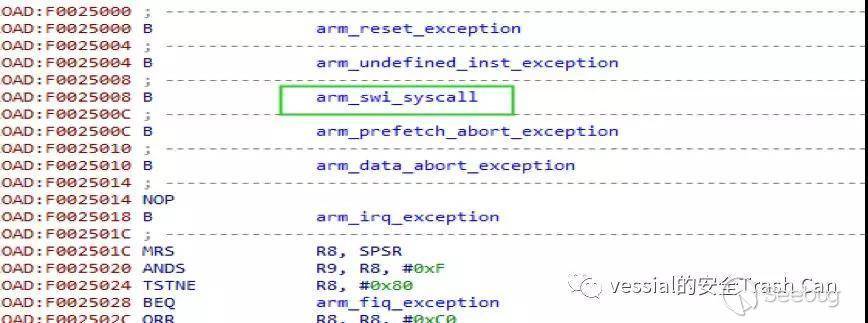 OAD:F0025000 ; ---------------------------------------------------------------------------
OAD:F0025000 B arm_reset_exception
OAD:F0025004 ; ---------------------------------------------------------------------------
OAD:F0025004 B arm_undefined_inst_exception
OAD:F0025008 ; ---------------------------------------------------------------------------
OAD:F0025008 B arm_swi_syscall
OAD:F002500C ; ---------------------------------------------------------------------------
OAD:F002500C B arm_prefetch_abort_exception
OAD:F0025010 ; ---------------------------------------------------------------------------
OAD:F0025010 B arm_data_abort_exception
OAD:F0025014 ; ---------------------------------------------------------------------------
OAD:F0025014 NOP
OAD:F0025018 B arm_irq_exception
OAD:F002501C ; ---------------------------------------------------------------------------
OAD:F002501C MRS R8, SPSR
OAD:F0025020 ANDS R9, R8, #0xF
OAD:F0025024 TSTNE R8, #0x80
OAD:F0025028 BEQ arm_fiq_exception
OAD:F002502C ORR R8, R8, #0xC0
vessial的安全Trash Can
Seebug